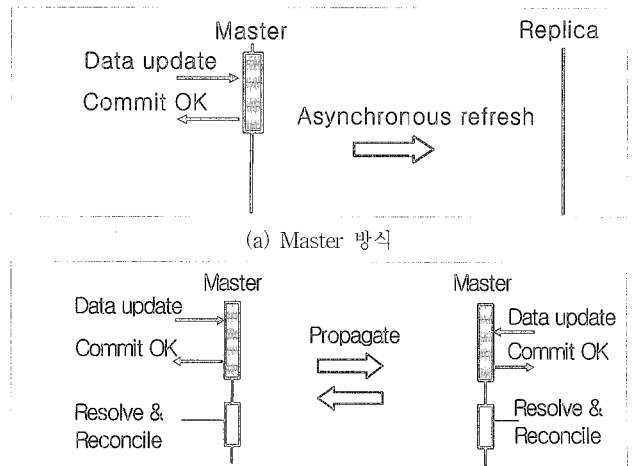 Master
Replica
Data update
Commit OK
Asynchronous refresh
(a) Master 방식
Master
Master
Data update
Commit OK
Propagate
Data update
Commit OK
Resolve &
Reconcile
Resolve &
Reconcile